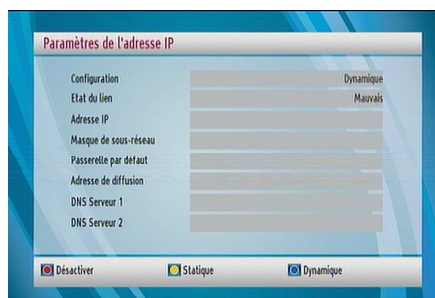 Paramètres de l'adresse IP
Configuration Dynamique
Etat du lien Mauvais
Adresse IP
Masque de sous-réseau
Passerelle par défaut
Adresse de diffusion
DNS Serveur 1
DNS Serveur 2
Désactiver Statique Dynamique